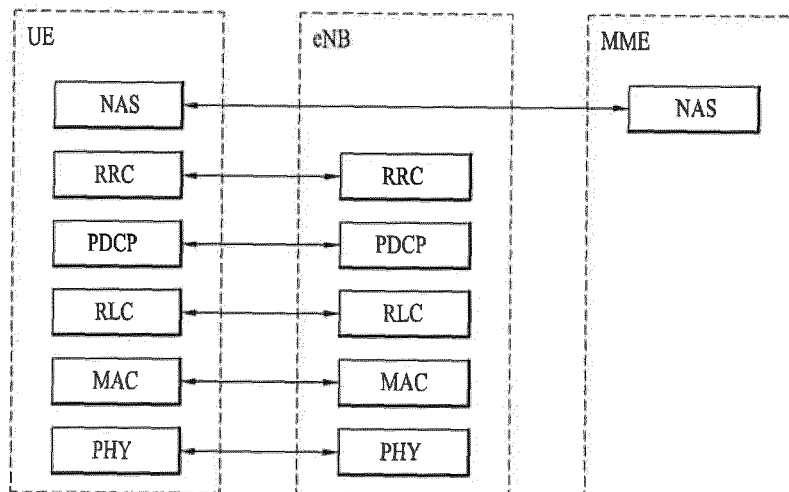 UE
eNB
MME
NAS
NAS
RRC
RRC
PDCP
PDCP
RLC
RLC
MAC
MAC
PHY
PHY